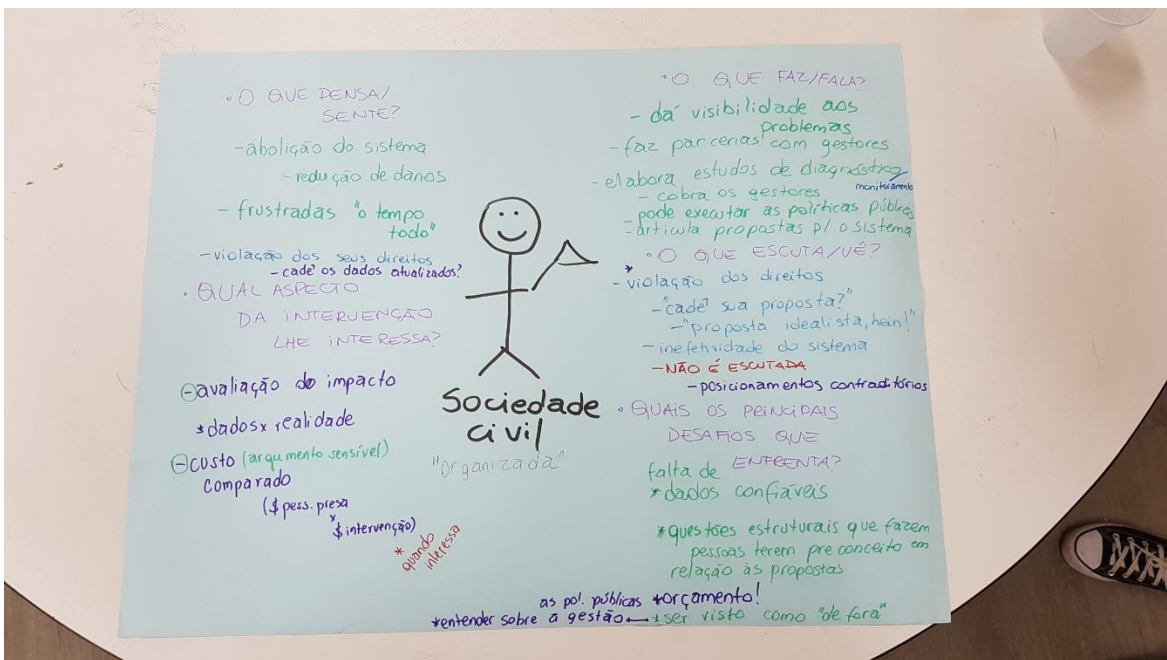 • O QUE PENSA/
SENTE?
- abolição do sistema
- redução de danos
- frustradas "o tempo
todo"
- violação dos seus direitos
- cadê os dados atualizados?
• QUAL ASPECTO
DA INTERVENÇÃO
LHE INTERESSA?
- avaliação do impacto
* dados x realidade
- custo (argumento sensível)
comparado
($ pess. presa
x
$ intervenção)
* quando
interessa
Sociedade
civil
"organizada"
• O QUE FAZ/FALA?
- dá visibilidade aos
problemas
- faz parcerias com gestores
- elabora estudos de diagnóstico/
monitoramento
- cobra os gestores
- pode executar as políticas públicas
- articula propostas p/ o sistema
• O QUE ESCUTA/VÊ?
* - violação dos direitos
- "cadê sua proposta?"
- "proposta idealista, hein!"
- inefetividade do sistema
- NÃO É ESCUTADA
- posicionamentos contraditórios
• QUAIS OS PRINCIPAIS
DESAFIOS QUE
ENFRENTA?
falta de
* dados confiáveis
* questões estruturais que fazem
pessoas terem preconceito em
relação às propostas
* orçamento!
* ser visto como "de fora"
as pol. públicas
* entender sobre a gestão